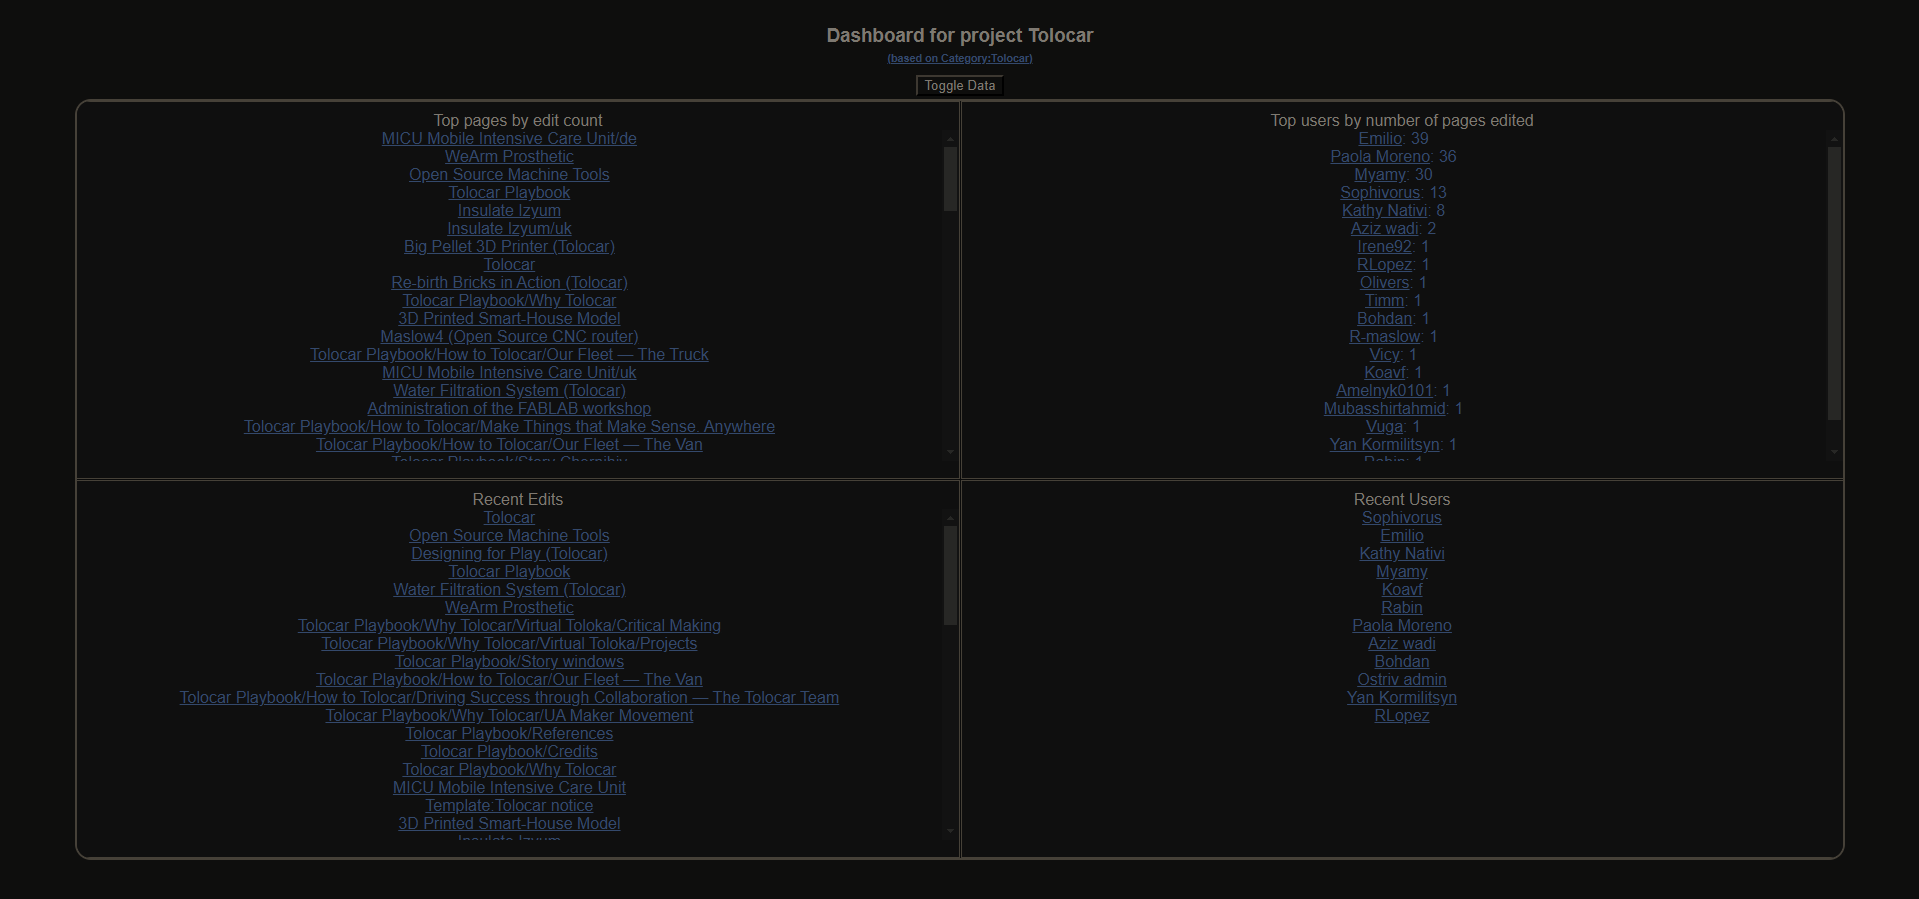 Dashboard for project Tolocar
(based on Category:Tolocar)
Toggle Data
Top pages by edit count
MICU Mobile Intensive Care Unit/de
WeArm Prosthetic
Open Source Machine Tools
Tolocar Playbook
Insulate Izyum
Insulate Izyum/uk
Big Pellet 3D Printer (Tolocar)
Tolocar
Re-birth Bricks in Action (Tolocar)
Tolocar Playbook/Why Tolocar
3D Printed Smart-House Model
Maslow4 (Open Source CNC router)
Tolocar Playbook/How to Tolocar/Our Fleet — The Truck
MICU Mobile Intensive Care Unit/uk
Water Filtration System (Tolocar)
Administration of the FABLAB workshop
Tolocar Playbook/How to Tolocar/Make Things that Make Sense. Anywhere
Tolocar Playbook/How to Tolocar/Our Fleet — The Van
Tolocar Playbook/Story Chernihiv
Top users by number of pages edited
Emilio: 39
Paola Moreno: 36
Myamy: 30
Sophivorus: 13
Kathy Nativi: 8
Aziz wadi: 2
Irene92: 1
RLopez: 1
Olivers: 1
Timm: 1
Bohdan: 1
R-maslow: 1
Vicy: 1
Koavf: 1
Amelnyk0101: 1
Mubasshirtahmid: 1
Vuga: 1
Yan Kormilitsyn: 1
Rabin: 1
Recent Edits
Tolocar
Open Source Machine Tools
Designing for Play (Tolocar)
Tolocar Playbook
Water Filtration System (Tolocar)
WeArm Prosthetic
Tolocar Playbook/Why Tolocar/Virtual Toloka/Critical Making
Tolocar Playbook/Why Tolocar/Virtual Toloka/Projects
Tolocar Playbook/Story windows
Tolocar Playbook/How to Tolocar/Our Fleet — The Van
Tolocar Playbook/How to Tolocar/Driving Success through Collaboration — The Tolocar Team
Tolocar Playbook/Why Tolocar/UA Maker Movement
Tolocar Playbook/References
Tolocar Playbook/Credits
Tolocar Playbook/Why Tolocar
MICU Mobile Intensive Care Unit
Template:Tolocar notice
3D Printed Smart-House Model
Insulate Izyum
Recent Users
Sophivorus
Emilio
Kathy Nativi
Myamy
Koavf
Rabin
Paola Moreno
Aziz wadi
Bohdan
Ostriv admin
Yan Kormilitsyn
RLopez